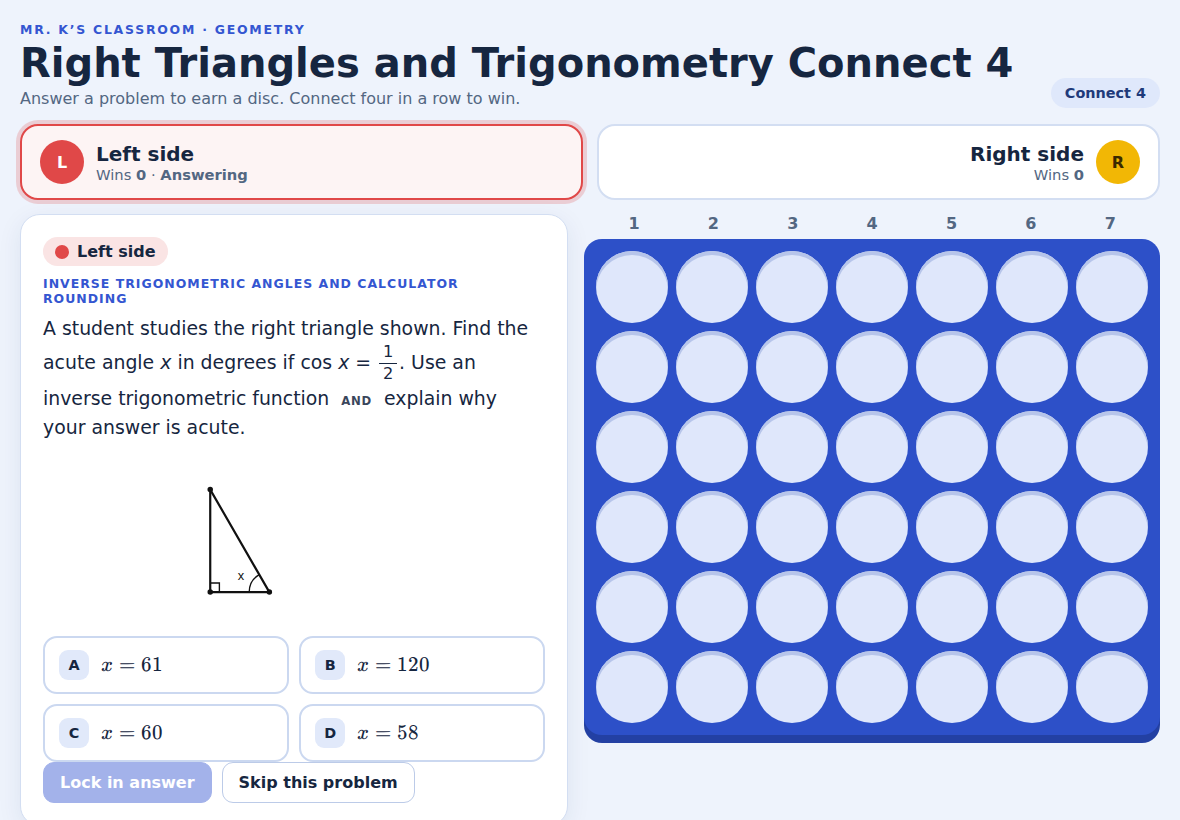 MR. K’S CLASSROOM · GEOMETRY
Right Triangles and Trigonometry Connect 4
Answer a problem to earn a disc. Connect four in a row to win.
Connect 4
L
Left side
Wins 0 · Answering
Right side
Wins 0
R
Left side
INVERSE TRIGONOMETRIC ANGLES AND CALCULATOR
ROUNDING
A student studies the right triangle shown. Find the
acute angle x in degrees if cos x = 1/2. Use an
inverse trigonometric function AND explain why
your answer is acute.
x
A x = 61
B x = 120
C x = 60
D x = 58
Lock in answer
Skip this problem
1 2 3 4 5 6 7